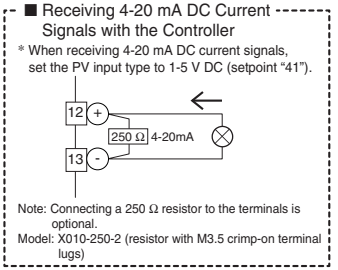 ■ Receiving 4-20 mA DC Current
Signals with the Controller
* When receiving 4-20 mA DC current signals,
set the PV input type to 1-5 V DC (setpoint “41”).
12 +
250 Ω 4-20mA
13 -
Note: Connecting a 250 Ω resistor to the terminals is
optional.
Model: X010-250-2 (resistor with M3.5 crimp-on terminal
lugs)